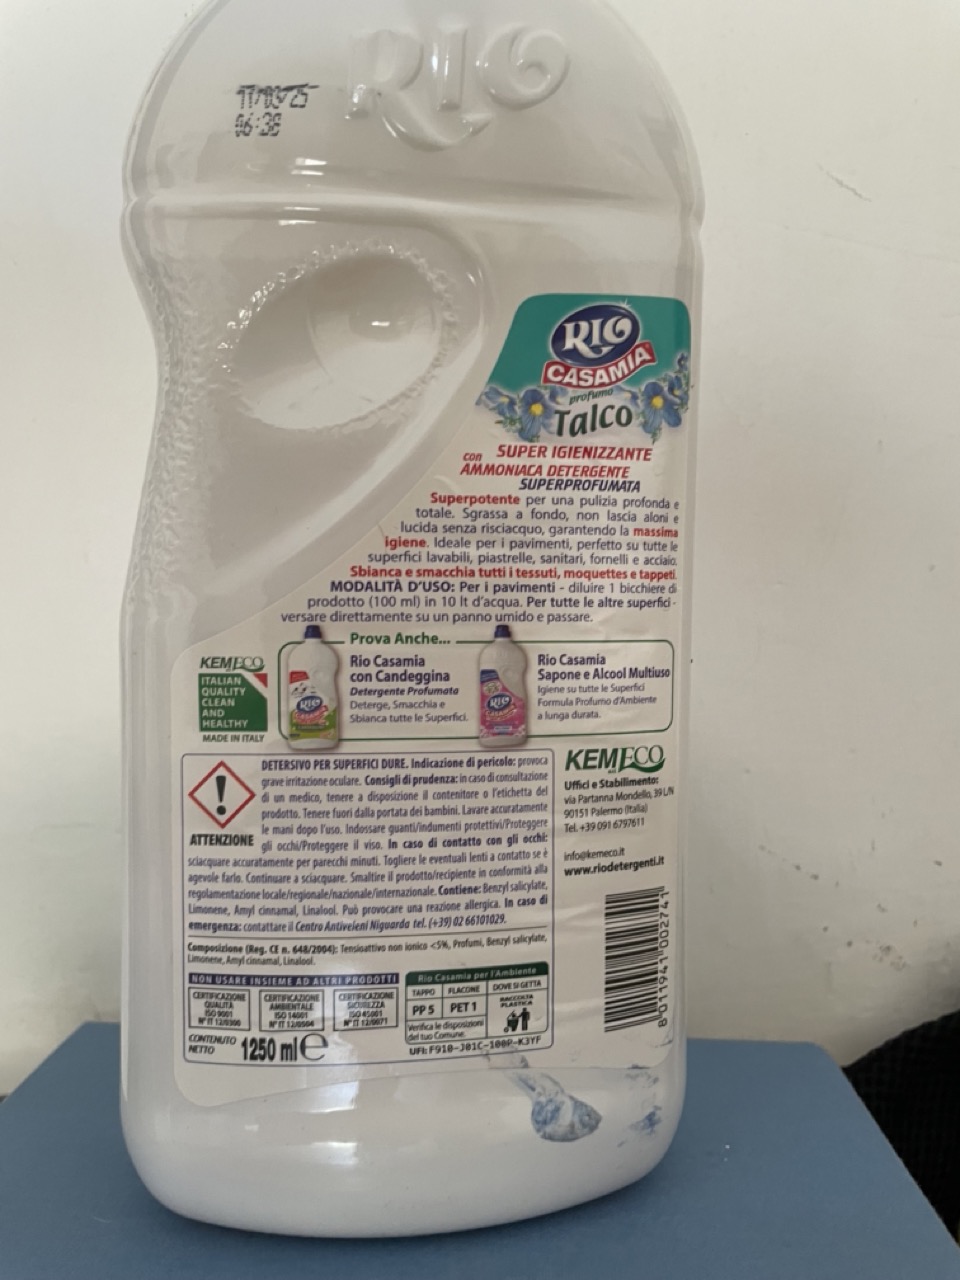 RIO
17/03/25
06:38
RIO
CASAMIA
profumo
Talco
con SUPER IGIENIZZANTE
AMMONIACA DETERGENTE
SUPERPROFUMATA
Superpotente per una pulizia profonda e
totale. Sgrassa a fondo, non lascia aloni e
lucida senza risciacquo, garantendo la massima
igiene. Ideale per i pavimenti, perfetto su tutte le
superfici lavabili, piastrelle, sanitari, fornelli e acciaio.
Sbianca e smacchia tutti i tessuti, moquettes e tappeti.
MODALITÀ D'USO: Per i pavimenti - diluire 1 bicchiere di
prodotto (100 ml) in 10 lt d'acqua. Per tutte le altre superfici -
versare direttamente su un panno umido e passare.
Prova Anche...
KEMECO
ITALIAN
QUALITY
CLEAN
AND
HEALTHY
MADE IN ITALY
Rio Casamia
con Candeggina
Detergente Profumato
Deterge, Smacchia e
Sbianca tutte le Superfici.
Rio Casamia
Sapone e Alcool Multiuso
Igiene su tutte le Superfici
Formula Profumo d'Ambiente
a lunga durata.
ATTENZIONE
DETERSIVO PER SUPERFICI DURE. Indicazione di pericolo: provoca
grave irritazione oculare. Consigli di prudenza: in caso di consultazione
di un medico, tenere a disposizione il contenitore o l'etichetta del
prodotto. Tenere fuori dalla portata dei bambini. Lavare accuratamente
le mani dopo l'uso. Indossare guanti/indumenti protettivi/Proteggere
gli occhi/Proteggere il viso. In caso di contatto con gli occhi:
sciacquare accuratamente per parecchi minuti. Togliere le eventuali lenti a contatto se è
agevole farlo. Continuare a sciacquare. Smaltire il prodotto/recipiente in conformità alla
regolamentazione locale/regionale/nazionale/internazionale. Contiene: Benzyl salicylate,
Limonene, Amyl cinnamal, Linalool. Può provocare una reazione allergica. In caso di
emergenza: contattare il Centro Antiveleni Niguarda tel. (+39) 02 66101029.
Composizione (Reg. CE n. 648/2004): Tensioattivo non ionico <5%, Profumi, Benzyl salicylate,
Limonene, Amyl cinnamal, Linalool.
KEMECO
Uffici e Stabilimento:
via Partanna Mondello, 39 L/N
90151 Palermo (Italia)
Tel. +39 091 6797611
info@kemeco.it
www.riodetergenti.it
8 011941 002741
NON USARE INSIEME AD ALTRI PRODOTTI
CERTIFICAZIONE
QUALITÀ
ISO 9001
N° IT 12/0300
CERTIFICAZIONE
AMBIENTALE
ISO 14001
N° IT 12/0504
CERTIFICAZIONE
SICUREZZA
ISO 45001
N° IT 12/0071
Rio Casamia per l'Ambiente
TAPPO FLACONE DOVE SI GETTA
PP 5 PET 1 RACCOLTA
PLASTICA
Verifica le disposizioni
del tuo Comune.
CONTENUTO
NETTO 1250 ml e
UFI: F910-J01C-100P-K3YF